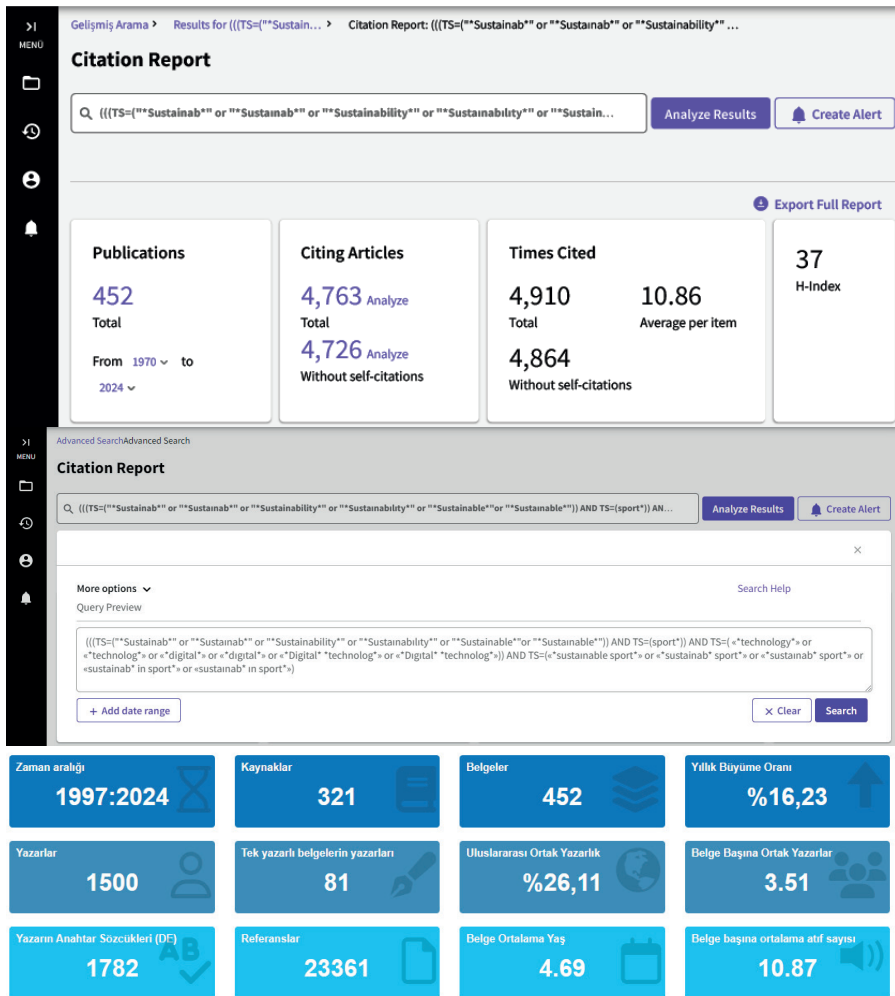 Gelişmiş Arama > Results for (((TS=("*Sustain... > Citation Report: (((TS=("*Sustainab*" or "*Sustaınab*" or "*Sustainability*" ...
MENÜ
Citation Report
(((TS=("*Sustainab*" or "*Sustaınab*" or "*Sustainability*" or "*Sustaınabılıty*" or "*Sustain...
Analyze Results
Create Alert
Export Full Report
Publications
452
Total
From 1970 to
2024
Citing Articles
4,763 Analyze
Total
4,726 Analyze
Without self-citations
Times Cited
4,910
Total
10.86
Average per item
4,864
Without self-citations
37
H-Index
MENU
Advanced SearchAdvanced Search
Citation Report
(((TS=("*Sustainab*" or "*Sustaınab*" or "*Sustainability*" or "*Sustaınabılıty*" or "*Sustainable*"or "*Sustaınable*")) AND TS=(sport*)) AN...
Analyze Results
Create Alert
More options
Search Help
Query Preview
(((TS=("*Sustainab*" or "*Sustaınab*" or "*Sustainability*" or "*Sustaınabılıty*" or "*Sustainable*"or "*Sustaınable*")) AND TS=(sport*)) AND TS=( «*technology*» or
«*technolog*» or «*digital*» or «*dıgıtal*» or «*Digital* *technolog*» or «*Dıgıtal* *technolog*»)) AND TS=(«*sustaınable sport*» or «*sustainab* sport*» or «*sustaınab* sport*» or
«sustainab* in sport*» or «sustaınab* ın sport*»)
+ Add date range
× Clear
Search
Zaman aralığı
1997:2024
Kaynaklar
321
Belgeler
452
Yıllık Büyüme Oranı
%16,23
Yazarlar
1500
Tek yazarlı belgelerin yazarları
81
Uluslararası Ortak Yazarlık
%26,11
Belge Başına Ortak Yazarlar
3.51
Yazarın Anahtar Sözcükleri (DE)
1782
Referanslar
23361
Belge Ortalama Yaş
4.69
Belge başına ortalama atıf sayısı
10.87